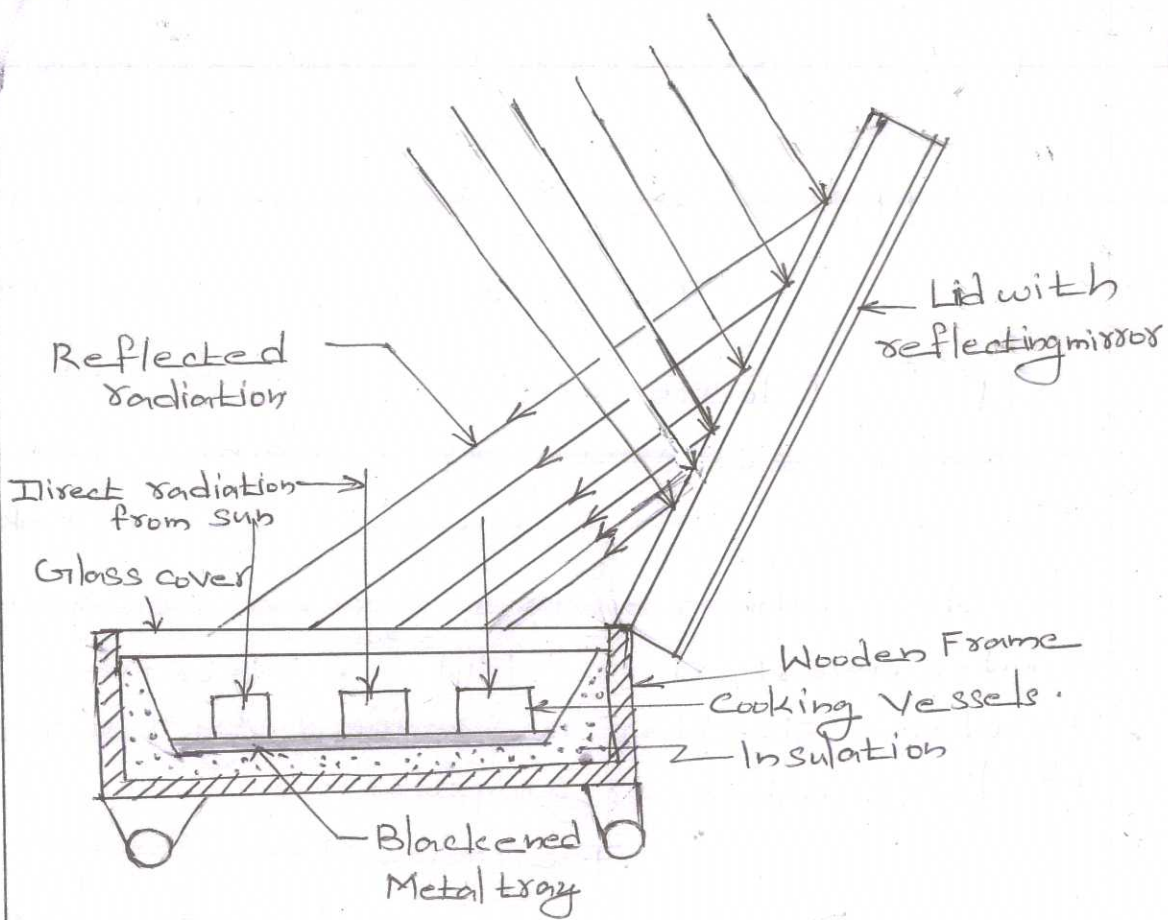 Lid with
reflecting mirror
Reflected
radiation
Direct radiation
from sun
Glass cover
Wooden Frame
Cooking Vessels.
Insulation
Blackened
Metal tray